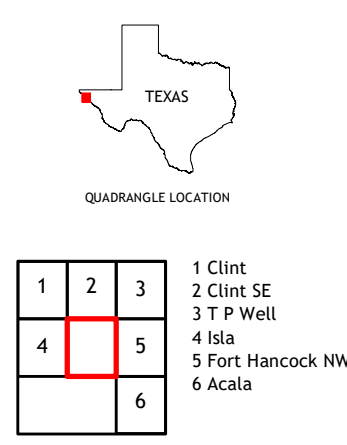 TEXAS
QUADRANGLE LOCATION
1 2 3
4 5
6
1 Clint
2 Clint SE
3 T P Well
4 Isla
5 Fort Hancock NW
6 Acala